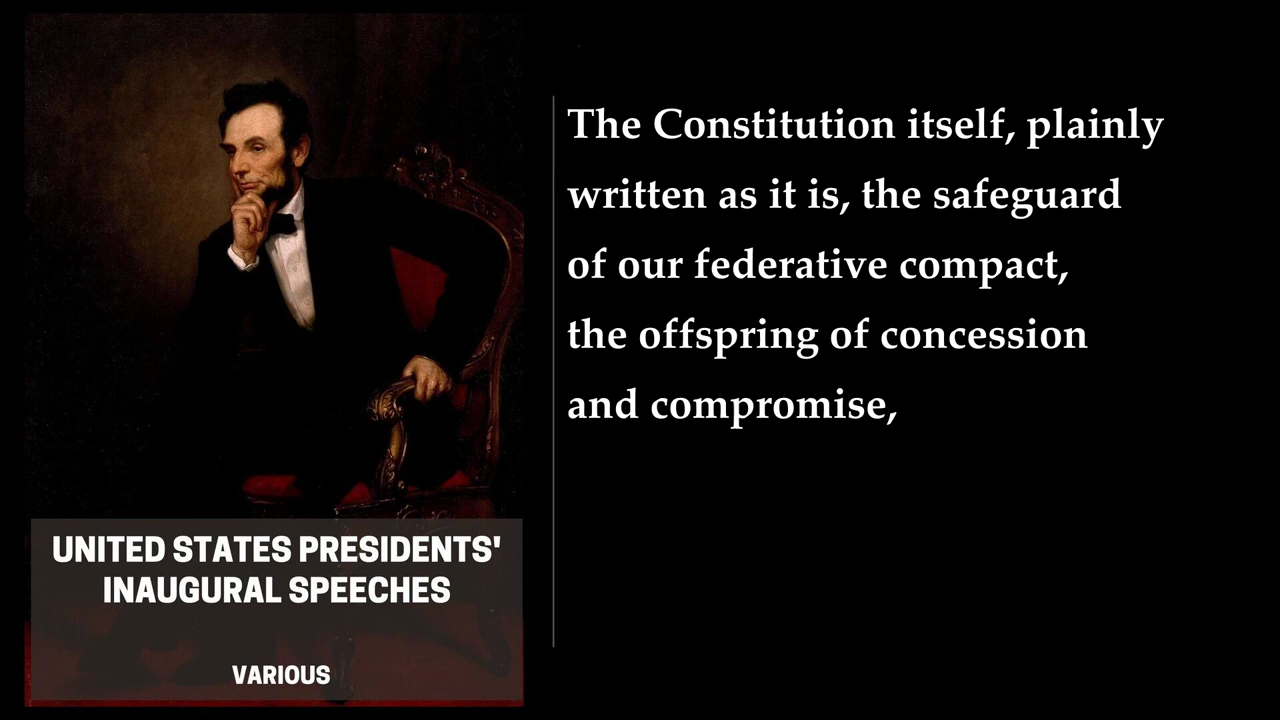 The Constitution itself, plainly
written as it is, the safeguard
of our federative compact,
the offspring of concession
and compromise,
UNITED STATES PRESIDENTS'
INAUGURAL SPEECHES
VARIOUS